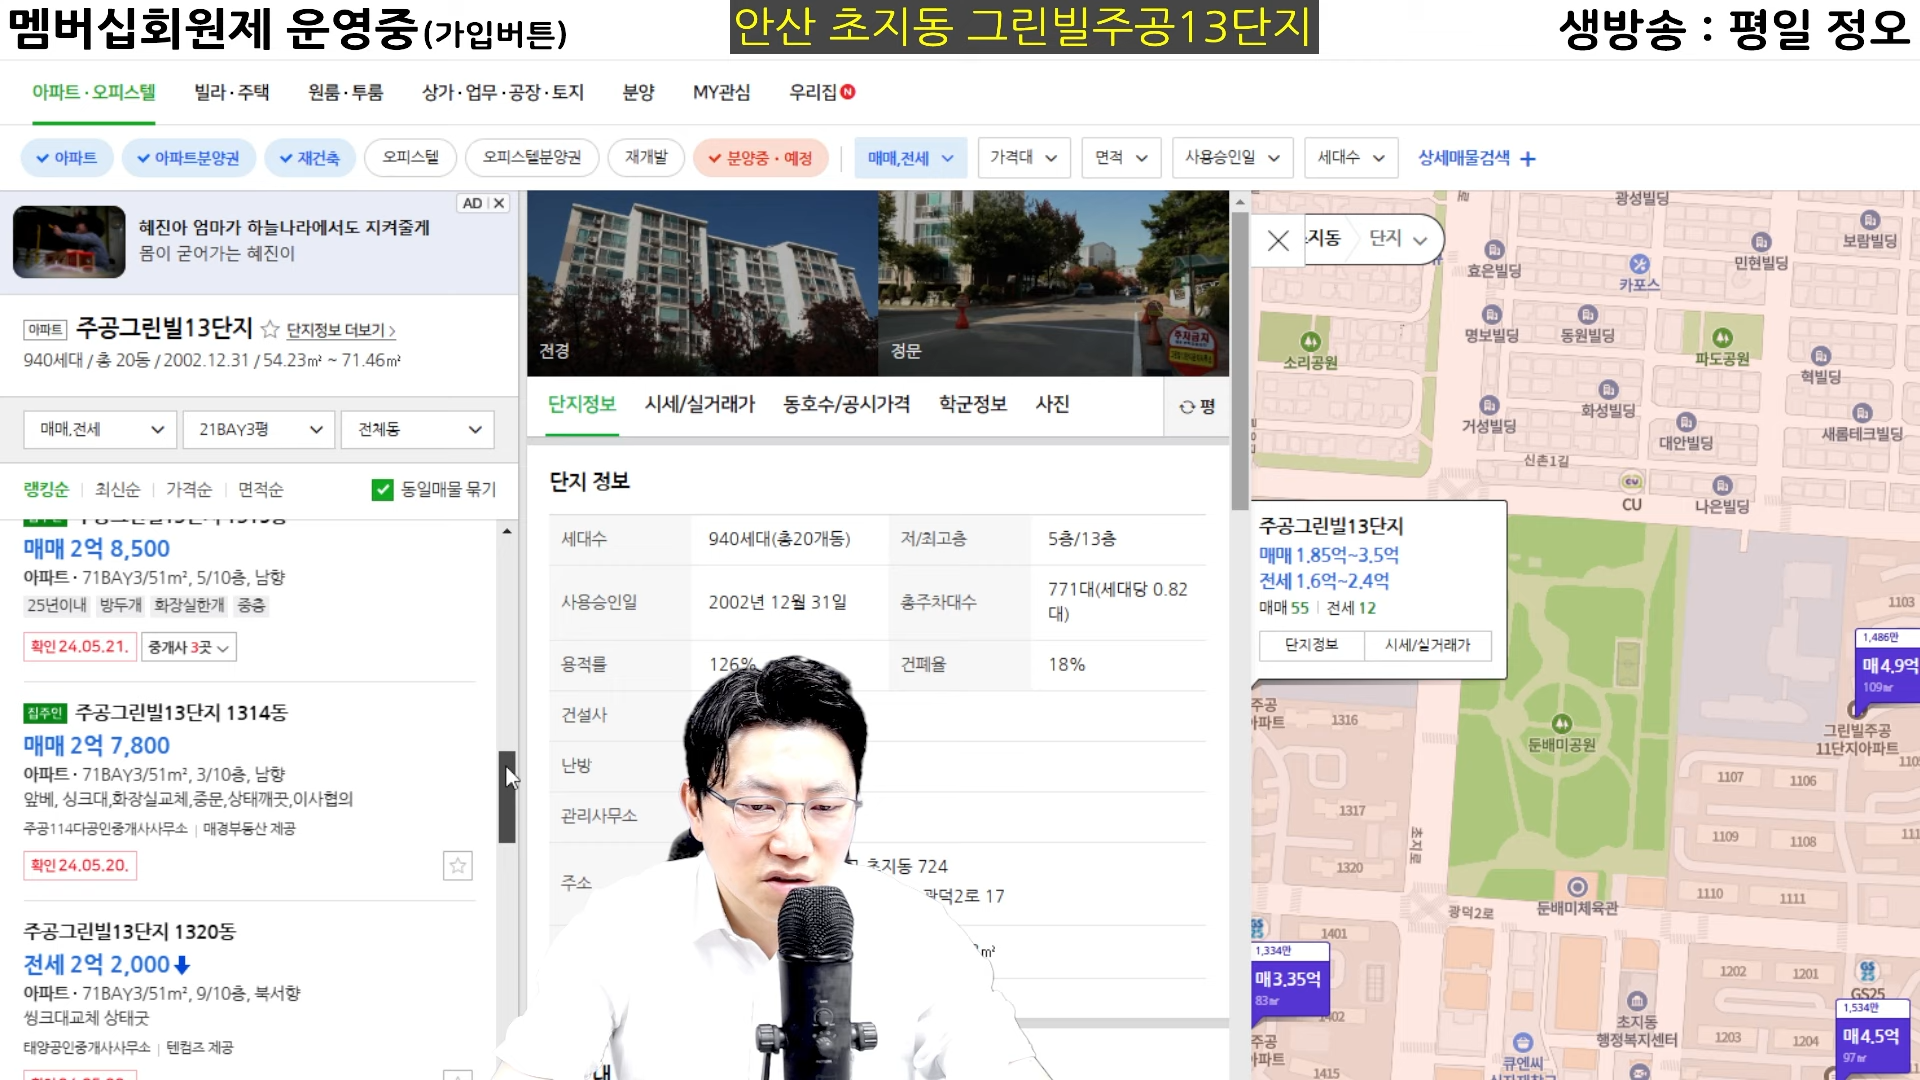 멤버십회원제 운영중(가입버튼)
안산 초지동 그린빌주공13단지
생방송 : 평일 정오
아파트·오피스텔
빌라·주택
원룸·투룸
상가·업무·공장·토지
분양
MY관심
우리집 N
아파트
아파트분양권
재건축
오피스텔
오피스텔분양권
재개발
분양중·예정
매매,전세
가격대
면적
사용승인일
세대수
상세매물검색
AD
혜진아 엄마가 하늘나라에서도 지켜줄게
몸이 굳어가는 혜진이
아파트 주공그린빌13단지 단지정보 더보기
940세대 / 총 20동 / 2002.12.31 / 54.23㎡ ~ 71.46㎡
매매,전세
21BAY3평
전체동
랭킹순
최신순
가격순
면적순
동일매물 묶기
매매 2억 8,500
아파트 · 71BAY3/51m², 5/10층, 남향
25년이내 방두개 화장실한개 중층
확인 24.05.21.
중개사 3곳
집주인 주공그린빌13단지 1314동
매매 2억 7,800
아파트 · 71BAY3/51m², 3/10층, 남향
앞베, 싱크대,화장실교체,중문,상태깨끗,이사협의
주공114다공인중개사사무소 | 매경부동산 제공
확인 24.05.20.
주공그린빌13단지 1320동
전세 2억 2,000
아파트 · 71BAY3/51m², 9/10층, 북서향
씽크대교체 상태굿
태양공인중개사사무소 | 텐컴즈 제공
전경
정문
주차금지
단지정보
시세/실거래가
동호수/공시가격
학군정보
사진
평
단지 정보
세대수
940세대(총20개동)
저/최고층
5층/13층
사용승인일
2002년 12월 31일
총주차대수
771대(세대당 0.82
대)
용적률
126%
건폐율
18%
건설사
난방
관리사무소
주소
초지동 724
광덕2로 17
m²
내
지동
단지
광성빌딩
보람빌딩
민현빌딩
효은빌딩
카포스
명보빌딩
동원빌딩
소리공원
파도공원
혁빌딩
화성빌딩
거성빌딩
대안빌딩
새롬테크빌딩
신촌1길
CU
나은빌딩
주공그린빌13단지
매매 1.85억~3.5억
전세 1.6억~2.4억
매매 55 | 전세 12
단지정보
시세/실거래가
1103
1,486만
매4.9억
109㎡
그린빌주공
11단지아파트
주공
아파트
1316
둔배미공원
1107
1106
1317
초지로
1109
1108
1320
1110
1111
광덕2로
둔배미체육관
1401
1,334만
매3.35억
83㎡
1402
1202
1201
GS25
초지동
행정복지센터
1,534만
매4.5억
97㎡
1203
1204
주공
아파트
큐엔씨
1415